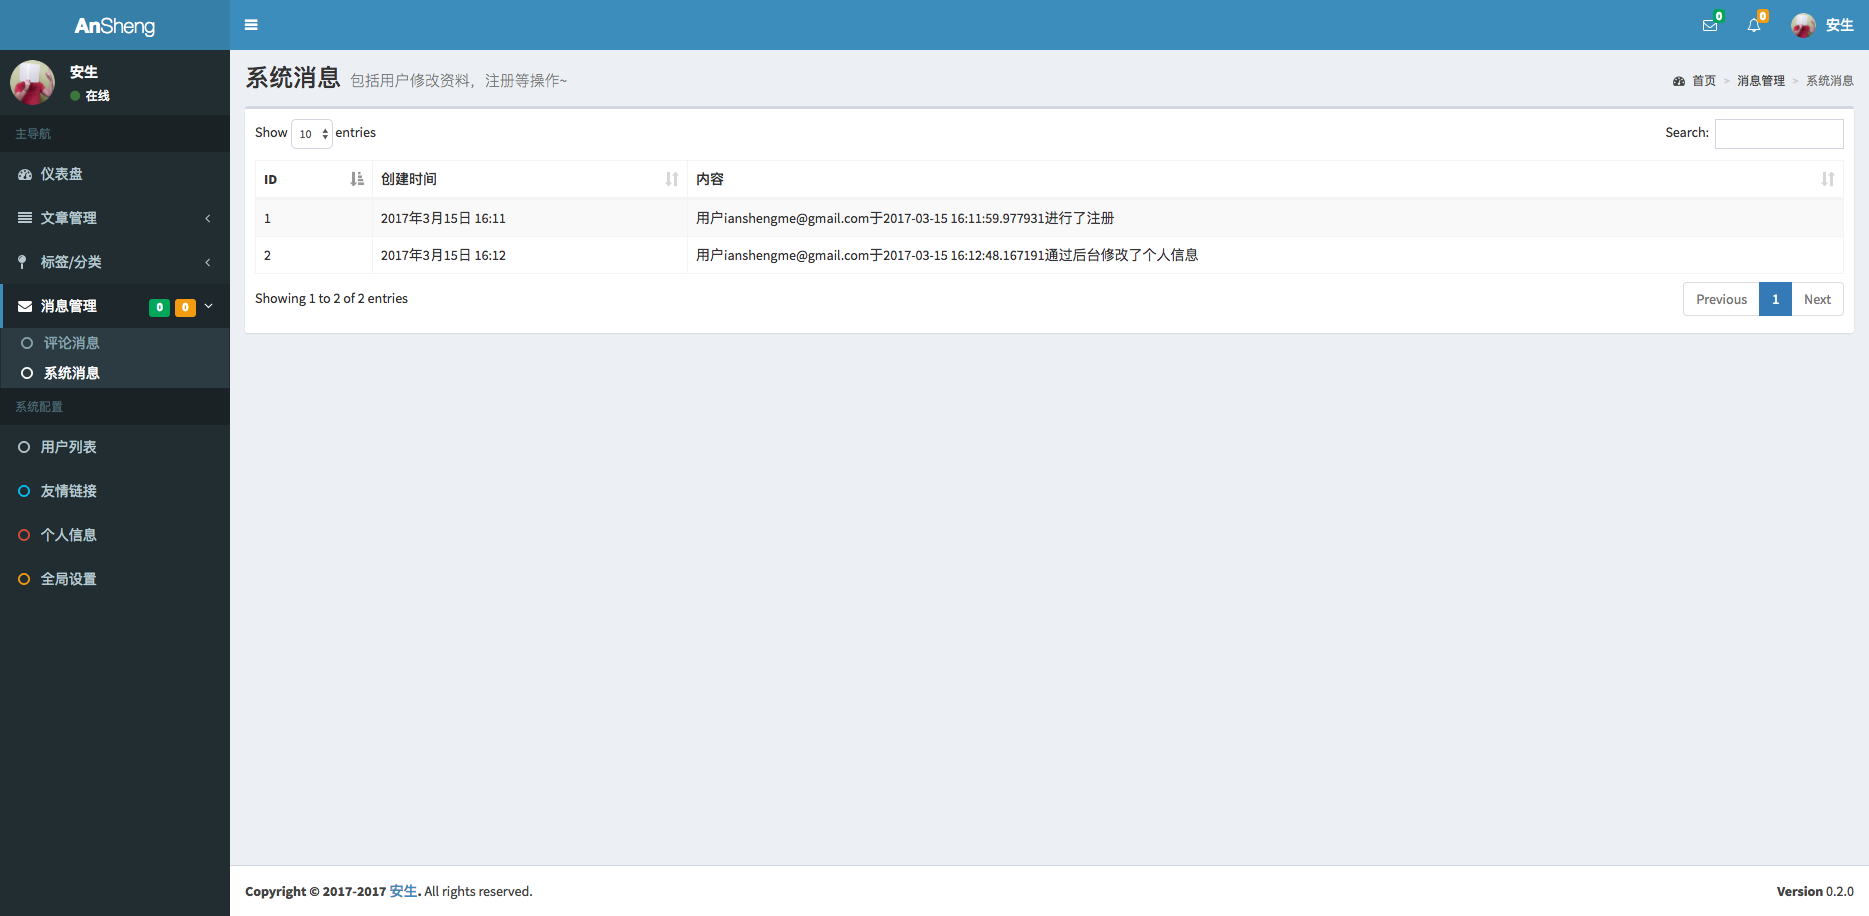 AnSheng
0
0
安生
安生
在线
主导航
仪表盘
文章管理
标签/分类
消息管理 0 0
评论消息
系统消息
系统配置
用户列表
友情链接
个人信息
全局设置
系统消息 包括用户修改资料，注册等操作~
首页 > 消息管理 > 系统消息
Show 10 entries
Search:
ID 创建时间 内容
1 2017年3月15日 16:11 用户ianshengme@gmail.com于2017-03-15 16:11:59.977931进行了注册
2 2017年3月15日 16:12 用户ianshengme@gmail.com于2017-03-15 16:12:48.167191通过后台修改了个人信息
Showing 1 to 2 of 2 entries
Previous 1 Next
Copyright © 2017-2017 安生. All rights reserved.
Version 0.2.0